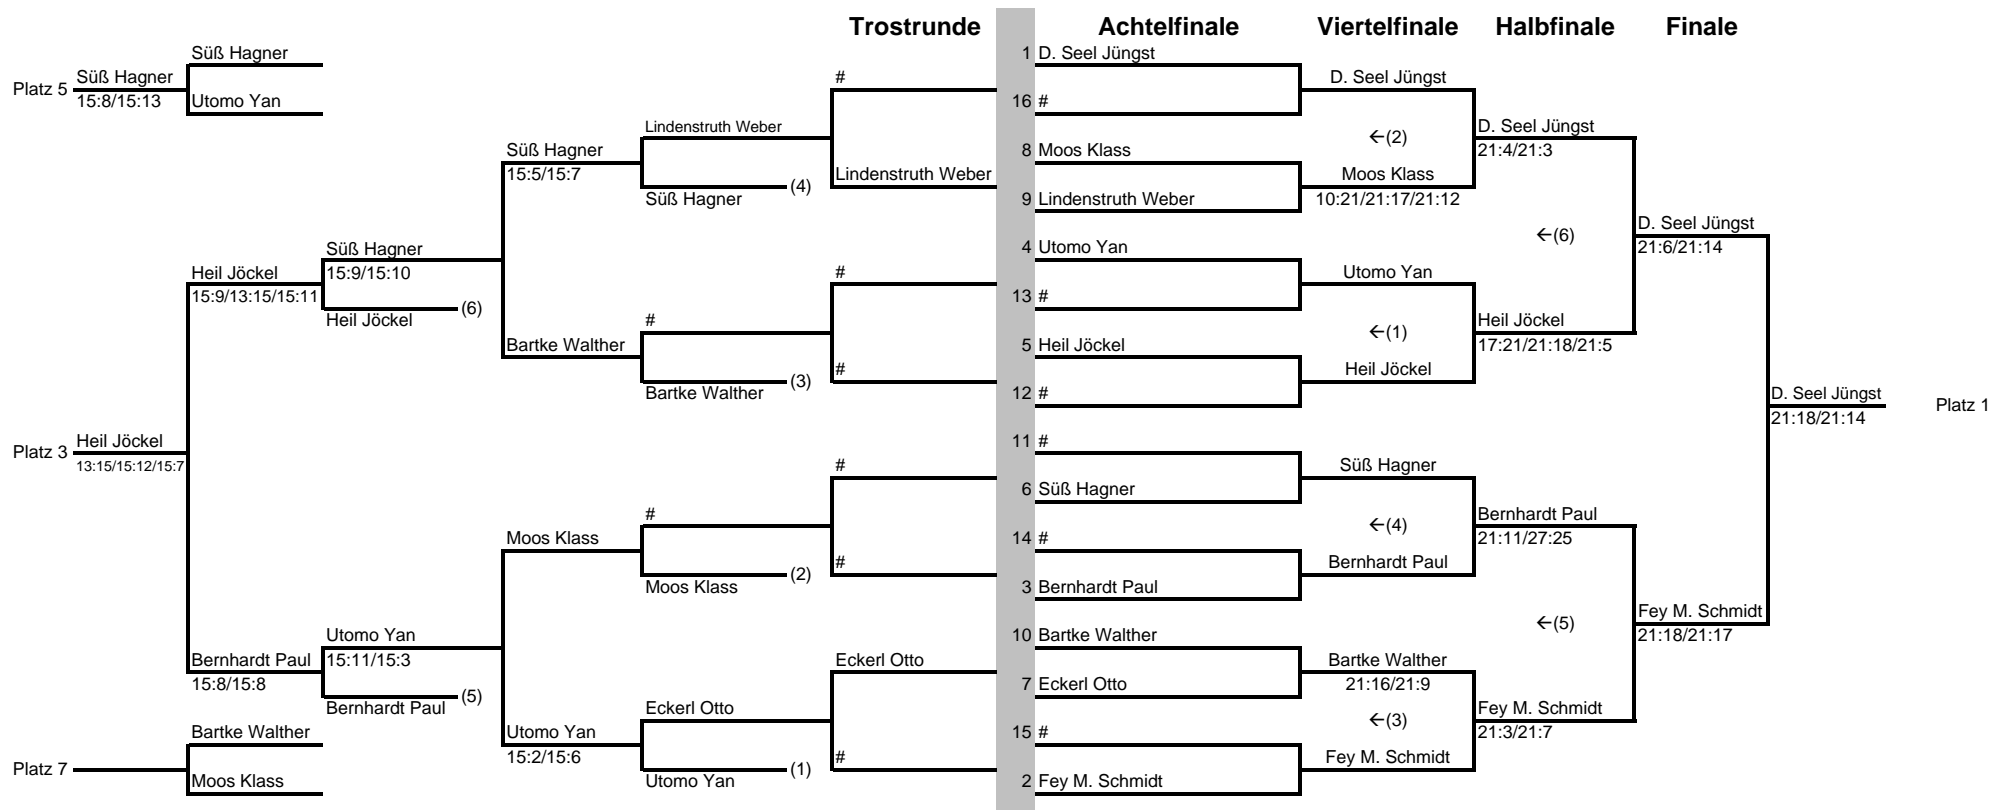 Trostrunde Achtelfinale Viertelfinale Halbfinale Finale
Süß Hagner
Platz 5 Süß Hagner
15:8/15:13
Utomo Yan
Süß Hagner
15:5/15:7
Lindenstruth Weber
Süß Hagner (4)
#
Lindenstruth Weber
Süß Hagner
15:9/15:10
Heil Jöckel (6)
Heil Jöckel
15:9/13:15/15:11
Bartke Walther
#
Bartke Walther (3)
#
#
Platz 3 Heil Jöckel
13:15/15:12/15:7
Moos Klass
#
Moos Klass (2)
#
#
Utomo Yan
15:11/15:3
Bernhardt Paul (5)
Bernhardt Paul
15:8/15:8
Utomo Yan
15:2/15:6
Eckerl Otto
Utomo Yan (1)
Eckerl Otto
#
Bartke Walther
Platz 7
Moos Klass
1 D. Seel Jüngst
16 #
8 Moos Klass
9 Lindenstruth Weber
4 Utomo Yan
13 #
5 Heil Jöckel
12 #
11 #
6 Süß Hagner
14 #
3 Bernhardt Paul
10 Bartke Walther
7 Eckerl Otto
15 #
2 Fey M. Schmidt
D. Seel Jüngst
←(2)
Moos Klass
10:21/21:17/21:12
Utomo Yan
←(1)
Heil Jöckel
Süß Hagner
←(4)
Bernhardt Paul
Bartke Walther
21:16/21:9
←(3)
Fey M. Schmidt
D. Seel Jüngst
21:4/21:3
←(6)
Heil Jöckel
17:21/21:18/21:5
Bernhardt Paul
21:11/27:25
←(5)
Fey M. Schmidt
21:3/21:7
D. Seel Jüngst
21:6/21:14
Fey M. Schmidt
21:18/21:17
D. Seel Jüngst
21:18/21:14
Platz 1